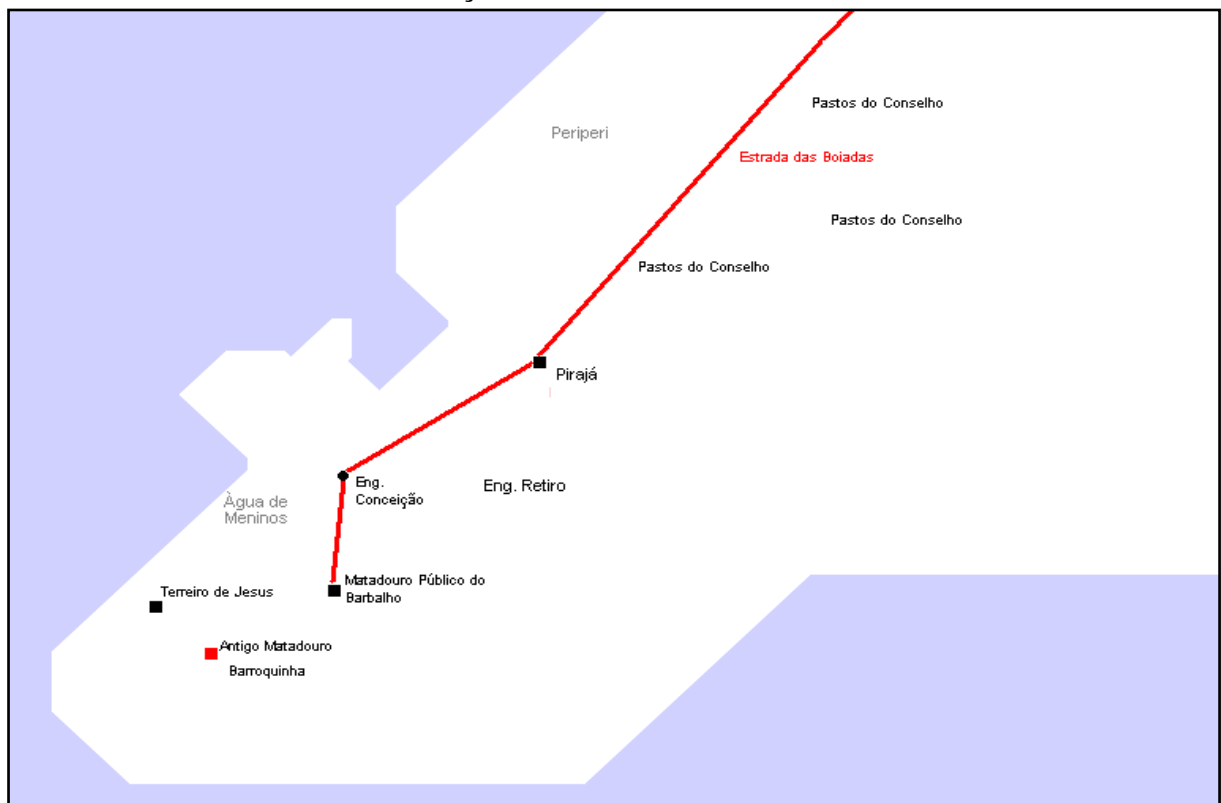 Pastos do Conselho
Periperi
Estrada das Boiadas
Pastos do Conselho
Pastos do Conselho
Pirajá
Eng.
Conceição
Eng. Retiro
Àgua de
Meninos
Matadouro Público do
Barbalho
Terreiro de Jesus
Antigo Matadouro
Barroquinha